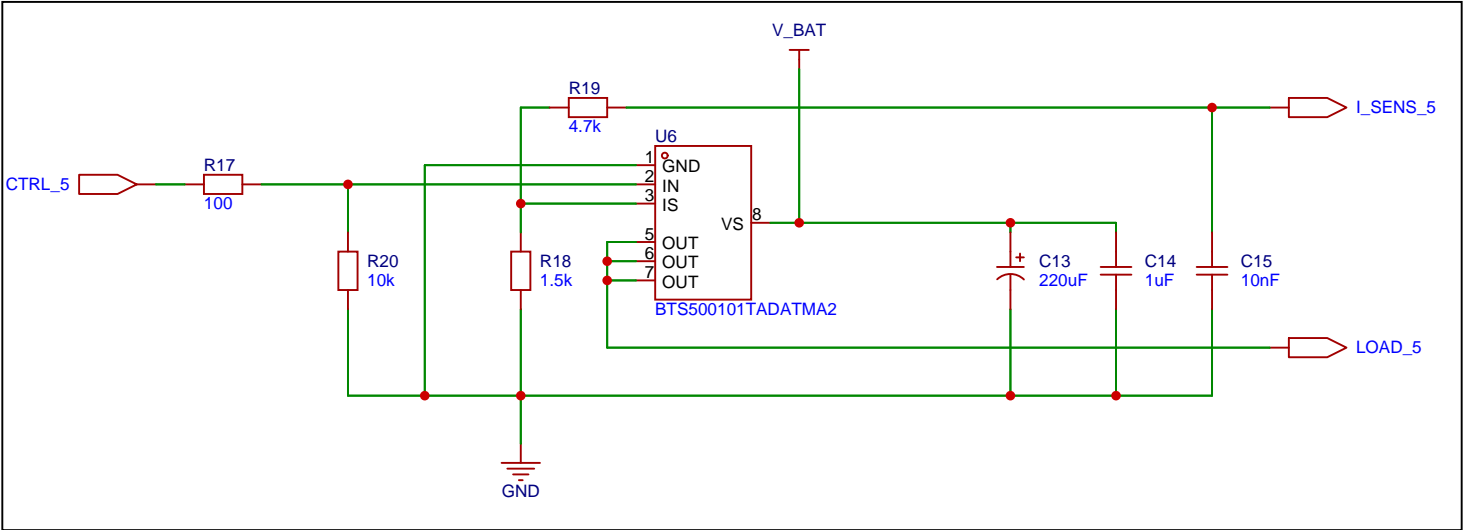 V_BAT
R19
4.7k
I_SENS_5
U6
CTRL_5
R17
100
1
GND
2
IN
3
IS
VS
8
5
OUT
6
OUT
7
OUT
R20
10k
R18
1.5k
+
C13
220uF
C14
1uF
C15
10nF
BTS500101TADATMA2
LOAD_5
GND